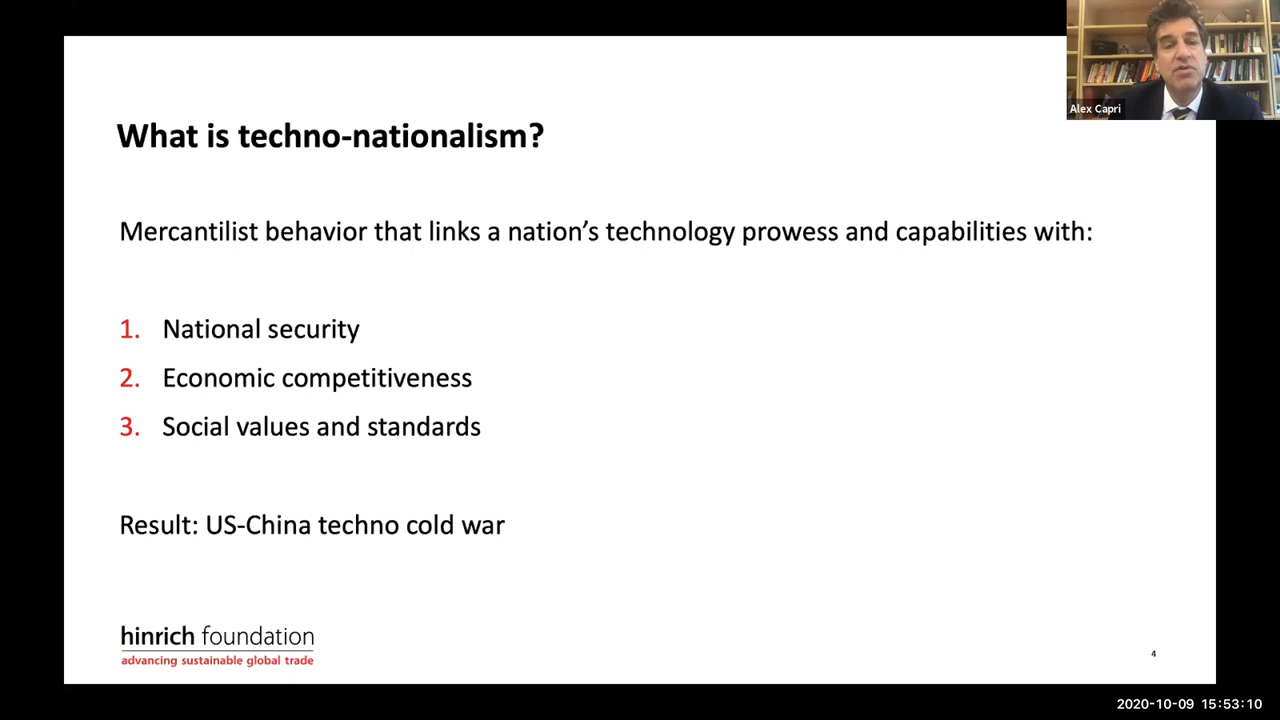 Alex Capri
What is techno-nationalism?
Mercantilist behavior that links a nation’s technology prowess and capabilities with:
1. National security
2. Economic competitiveness
3. Social values and standards
Result: US-China techno cold war
hinrich foundation
advancing sustainable global trade
4
2020-10-09 15:53:10